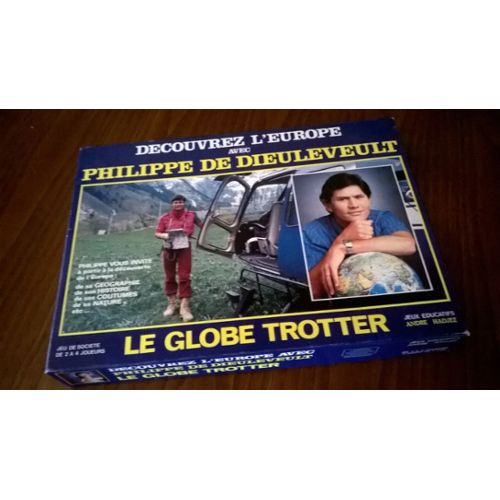 DECOUVREZ L'EUROPE
AVEC
PHILIPPE DE DIEULEVEULT
PHILIPPE VOUS INVITE
à partir à la découverte
de l'Europe :
de sa GEOGRAPHIE
de son HISTOIRE
de ses COUTUMES
de sa NATURE
etc...
JEU DE SOCIETE
DE 2 A 4 JOUEURS
LE GLOBE TROTTER
JEUX EDUCATIFS
ANDRE HADJEZ
DECOUVREZ L'EUROPE AVEC
PHILIPPE DE DIEULEVEULT
LE GLOBE TROTTER